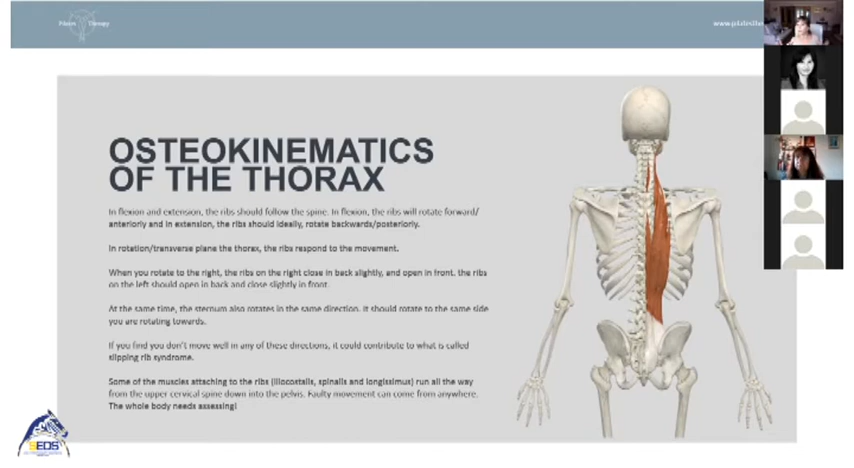 Pilates Therapy
OSTEOKINEMATICS
OF THE THORAX
In flexion and extension, the ribs should follow the spine. In flexion, the ribs will rotate forward/
anteriorly and in extension, the ribs should ideally, rotate backwards/posteriorly.
In rotation/transverse plane the thorax, the ribs respond to the movement.
When you rotate to the right, the ribs on the right close in back slightly, and open in front. the ribs
on the left should open in back and close slightly in front.
At the same time, the sternum also rotates in the same direction. It should rotate to the same side
you are rotating towards.
If you find you don't move well in any of these directions, it could contribute to what is called
slipping rib syndrome.
Some of the muscles attaching to the ribs (illocostalis, spinalis and longissimus) run all the way
from the upper cervical spine down into the pelvis. Faulty movement can come from anywhere.
The whole body needs assessing!
SEDS